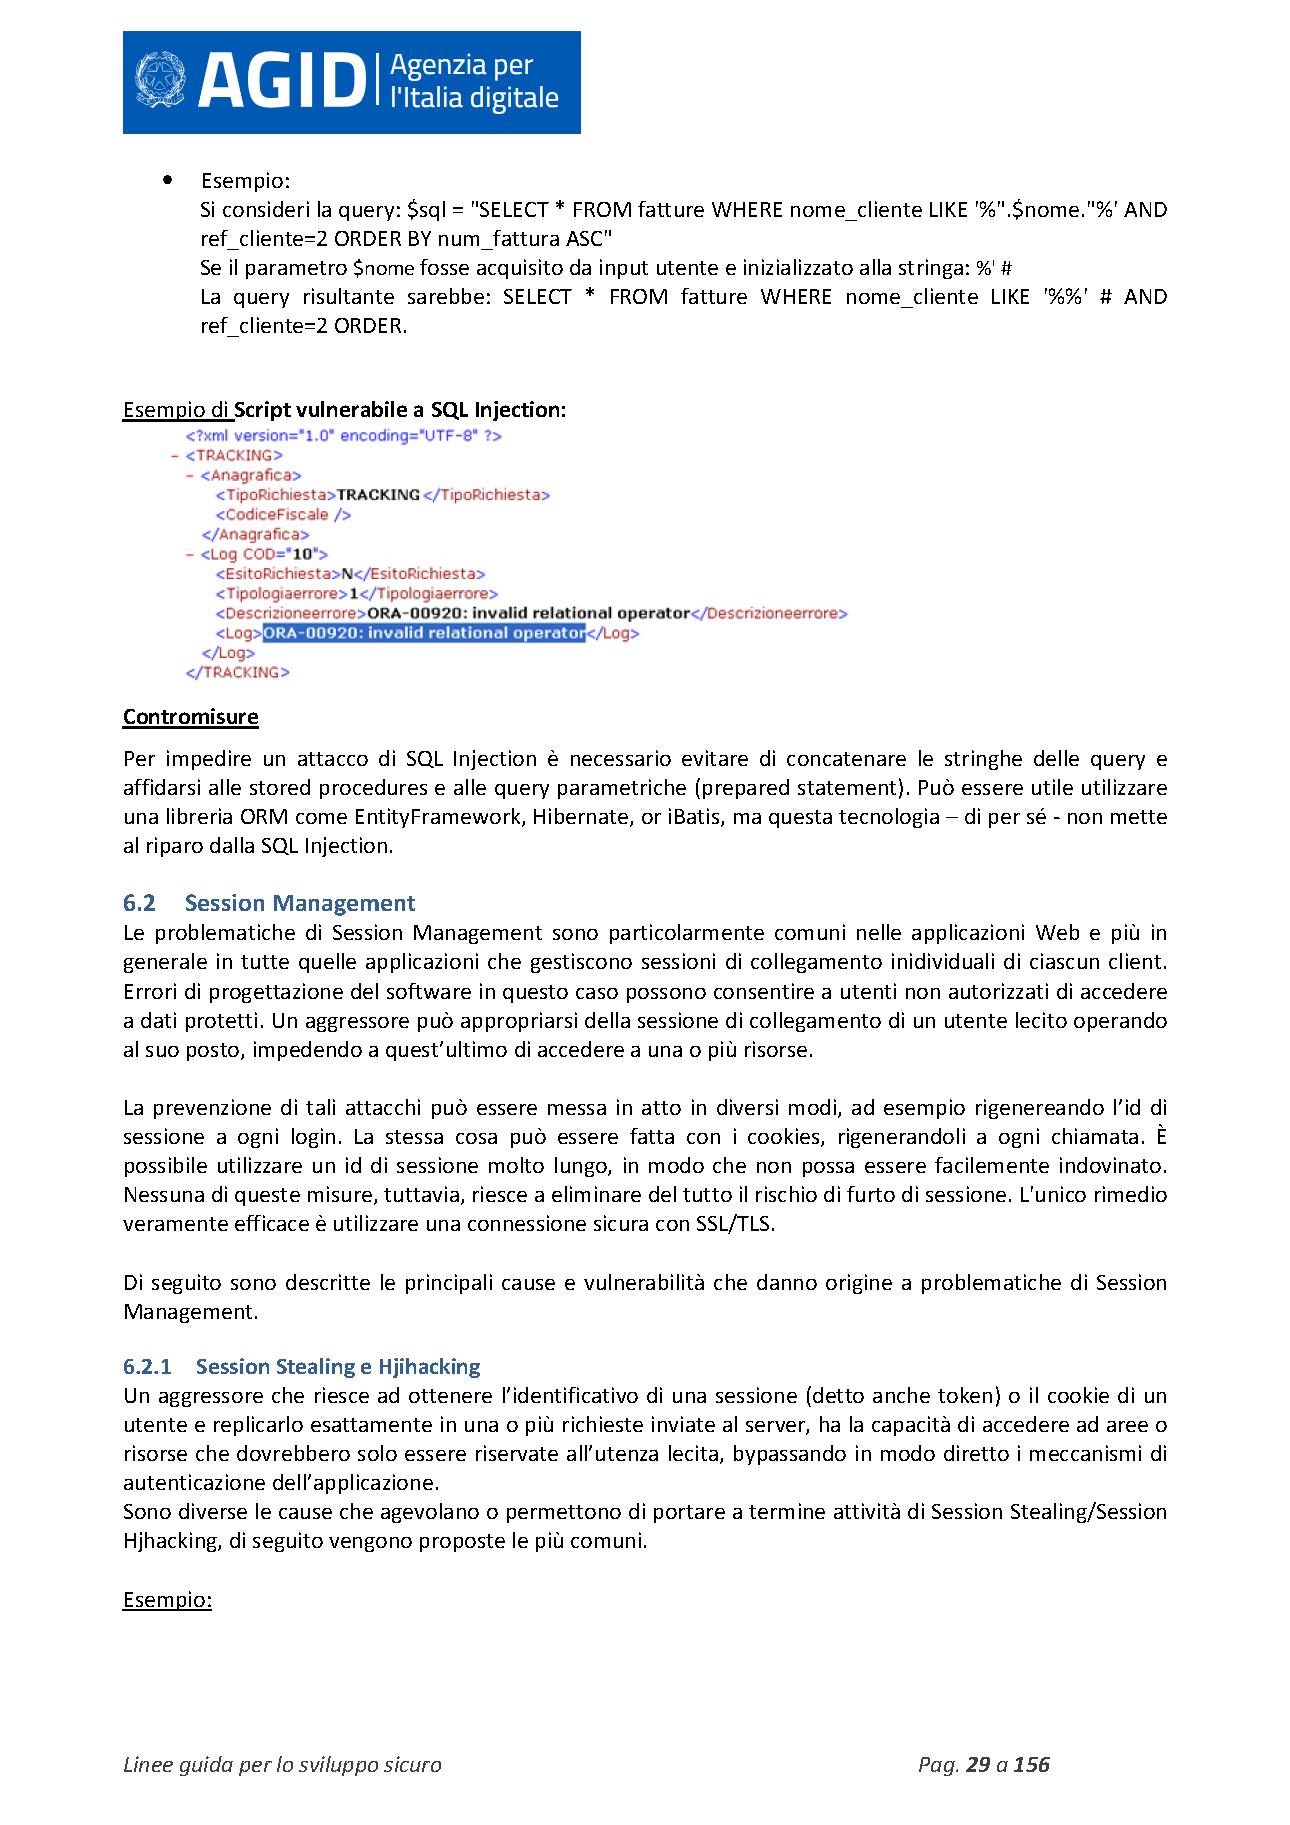 AGID Agenzia per
l'Italia digitale
• Esempio:
Si consideri la query: $sql = "SELECT * FROM fatture WHERE nome_cliente LIKE '%".$nome."%' AND
ref_cliente=2 ORDER BY num_fattura ASC"
Se il parametro $nome fosse acquisito da input utente e inizializzato alla stringa: %' #
La query risultante sarebbe: SELECT * FROM fatture WHERE nome_cliente LIKE '%%' # AND
ref_cliente=2 ORDER.
Esempio di Script vulnerabile a SQL Injection:
<?xml version="1.0" encoding="UTF-8" ?>
– <TRACKING>
– <Anagrafica>
<TipoRichiesta>TRACKING </TipoRichiesta>
<CodiceFiscale />
</Anagrafica>
– <Log COD="10">
<EsitoRichiesta>N</EsitoRichiesta>
<Tipologiaerrore>1</Tipologiaerrore>
<Descrizioneerrore>ORA-00920: invalid relational operator</Descrizioneerrore>
<Log>ORA-00920: invalid relational operator</Log>
</Log>
</TRACKING>
Contromisure
Per impedire un attacco di SQL Injection è necessario evitare di concatenare le stringhe delle query e
affidarsi alle stored procedures e alle query parametriche (prepared statement). Può essere utile utilizzare
una libreria ORM come EntityFramework, Hibernate, or iBatis, ma questa tecnologia – di per sé - non mette
al riparo dalla SQL Injection.
6.2 Session Management
Le problematiche di Session Management sono particolarmente comuni nelle applicazioni Web e più in
generale in tutte quelle applicazioni che gestiscono sessioni di collegamento inidividuali di ciascun client.
Errori di progettazione del software in questo caso possono consentire a utenti non autorizzati di accedere
a dati protetti. Un aggressore può appropriarsi della sessione di collegamento di un utente lecito operando
al suo posto, impedendo a quest’ultimo di accedere a una o più risorse.
La prevenzione di tali attacchi può essere messa in atto in diversi modi, ad esempio rigenereando l’id di
sessione a ogni login. La stessa cosa può essere fatta con i cookies, rigenerandoli a ogni chiamata. È
possibile utilizzare un id di sessione molto lungo, in modo che non possa essere facilemente indovinato.
Nessuna di queste misure, tuttavia, riesce a eliminare del tutto il rischio di furto di sessione. L'unico rimedio
veramente efficace è utilizzare una connessione sicura con SSL/TLS.
Di seguito sono descritte le principali cause e vulnerabilità che danno origine a problematiche di Session
Management.
6.2.1 Session Stealing e Hjihacking
Un aggressore che riesce ad ottenere l’identificativo di una sessione (detto anche token) o il cookie di un
utente e replicarlo esattamente in una o più richieste inviate al server, ha la capacità di accedere ad aree o
risorse che dovrebbero solo essere riservate all’utenza lecita, bypassando in modo diretto i meccanismi di
autenticazione dell’applicazione.
Sono diverse le cause che agevolano o permettono di portare a termine attività di Session Stealing/Session
Hjhacking, di seguito vengono proposte le più comuni.
Esempio:
Linee guida per lo sviluppo sicuro Pag. 29 a 156